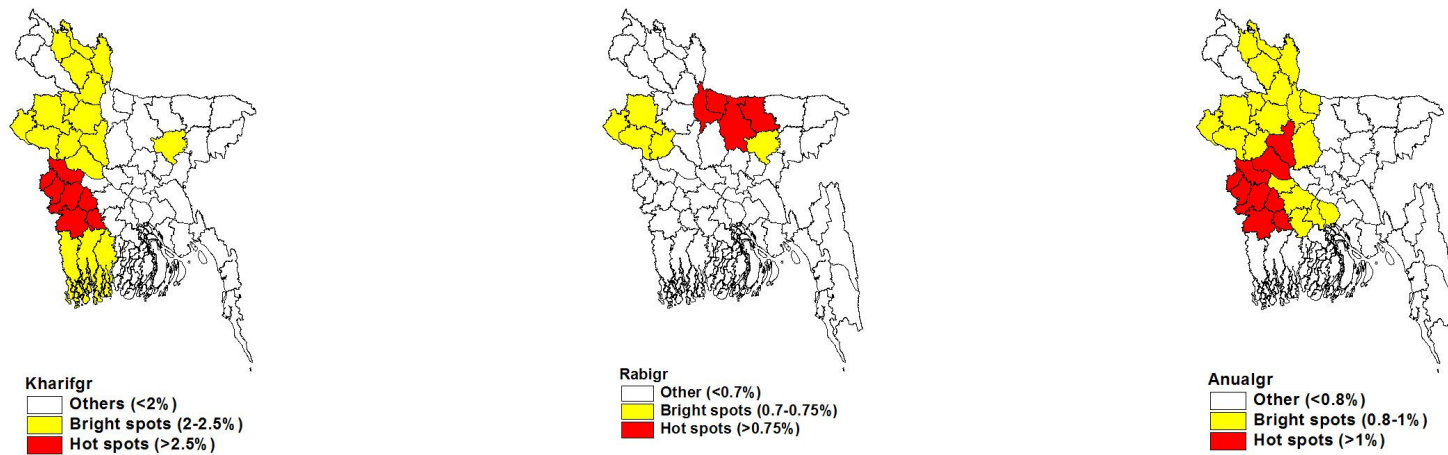 Kharifgr
Others (<2%)
Bright spots (2-2.5%)
Hot spots (>2.5%)
Rabigr
Other (<0.7%)
Bright spots (0.7-0.75%)
Hot spots (>0.75%)
Anualgr
Other (<0.8%)
Bright spots (0.8-1%)
Hot spots (>1%)